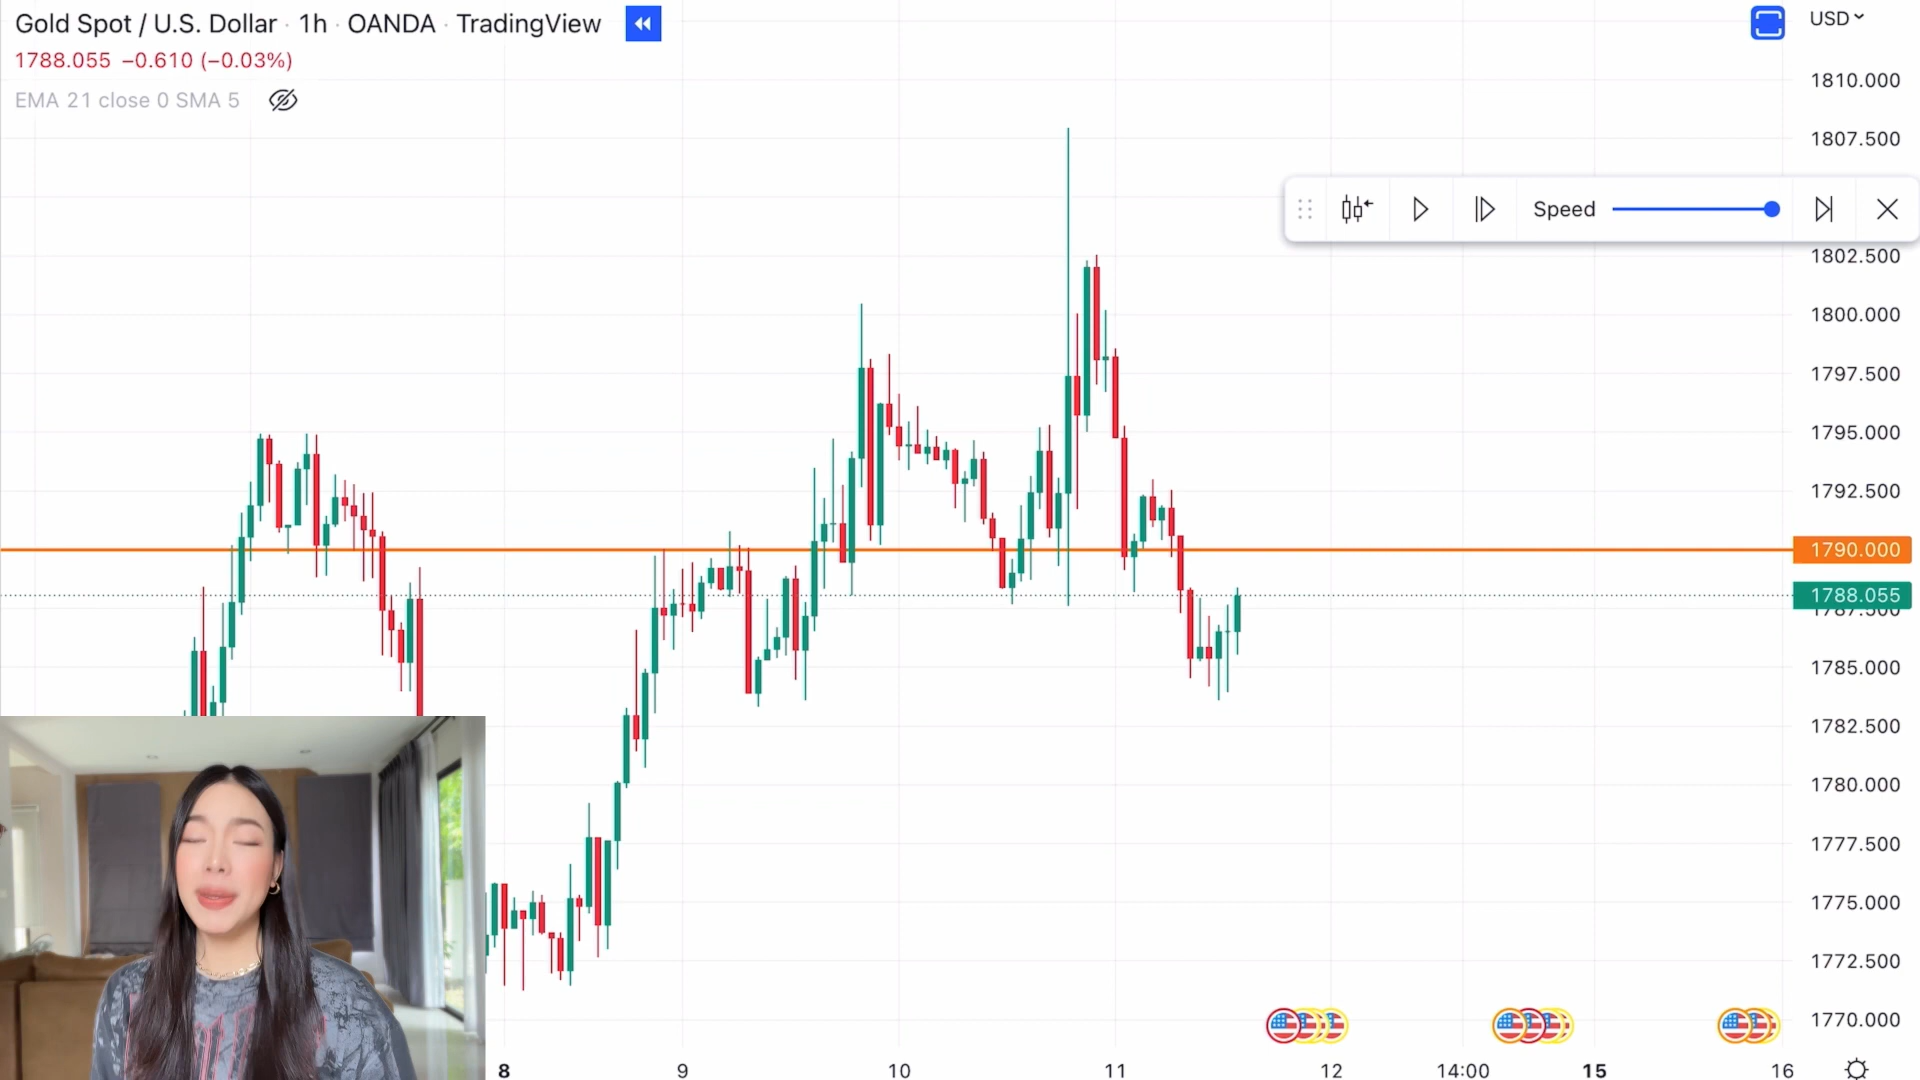 Gold Spot / U.S. Dollar · 1h · OANDA · TradingView
USD
1788.055 −0.610 (−0.03%)
EMA 21 close 0 SMA 5
Speed
1810.000
1807.500
1802.500
1800.000
1797.500
1795.000
1792.500
1790.000
1788.055
1787.500
1785.000
1782.500
1780.000
1777.500
1775.000
1772.500
1770.000
8 9 10 11 12 14:00 15 16